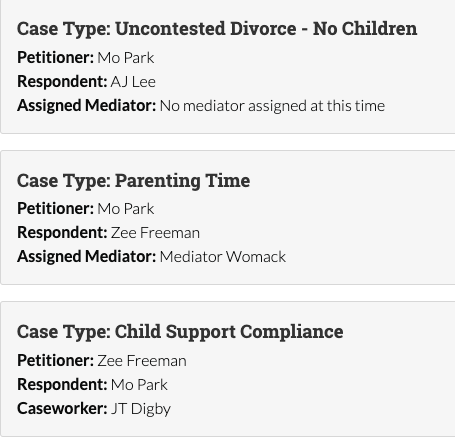 Case Type: Uncontested Divorce - No Children
Petitioner: Mo Park
Respondent: AJ Lee
Assigned Mediator: No mediator assigned at this time
Case Type: Parenting Time
Petitioner: Mo Park
Respondent: Zee Freeman
Assigned Mediator: Mediator Womack
Case Type: Child Support Compliance
Petitioner: Zee Freeman
Respondent: Mo Park
Caseworker: JT Digby